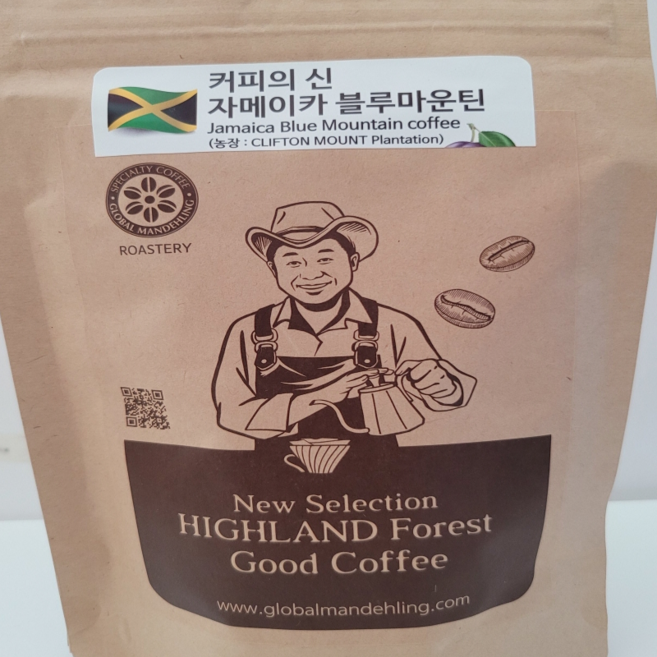 커피의 신
자메이카 블루마운틴
Jamaica Blue Mountain coffee
(농장 : CLIFTON MOUNT Plantation)
SPECIALTY COFFEE
GLOBAL MANDEHLING
ROASTERY
New Selection
HIGHLAND Forest
Good Coffee
www.globalmandehling.com